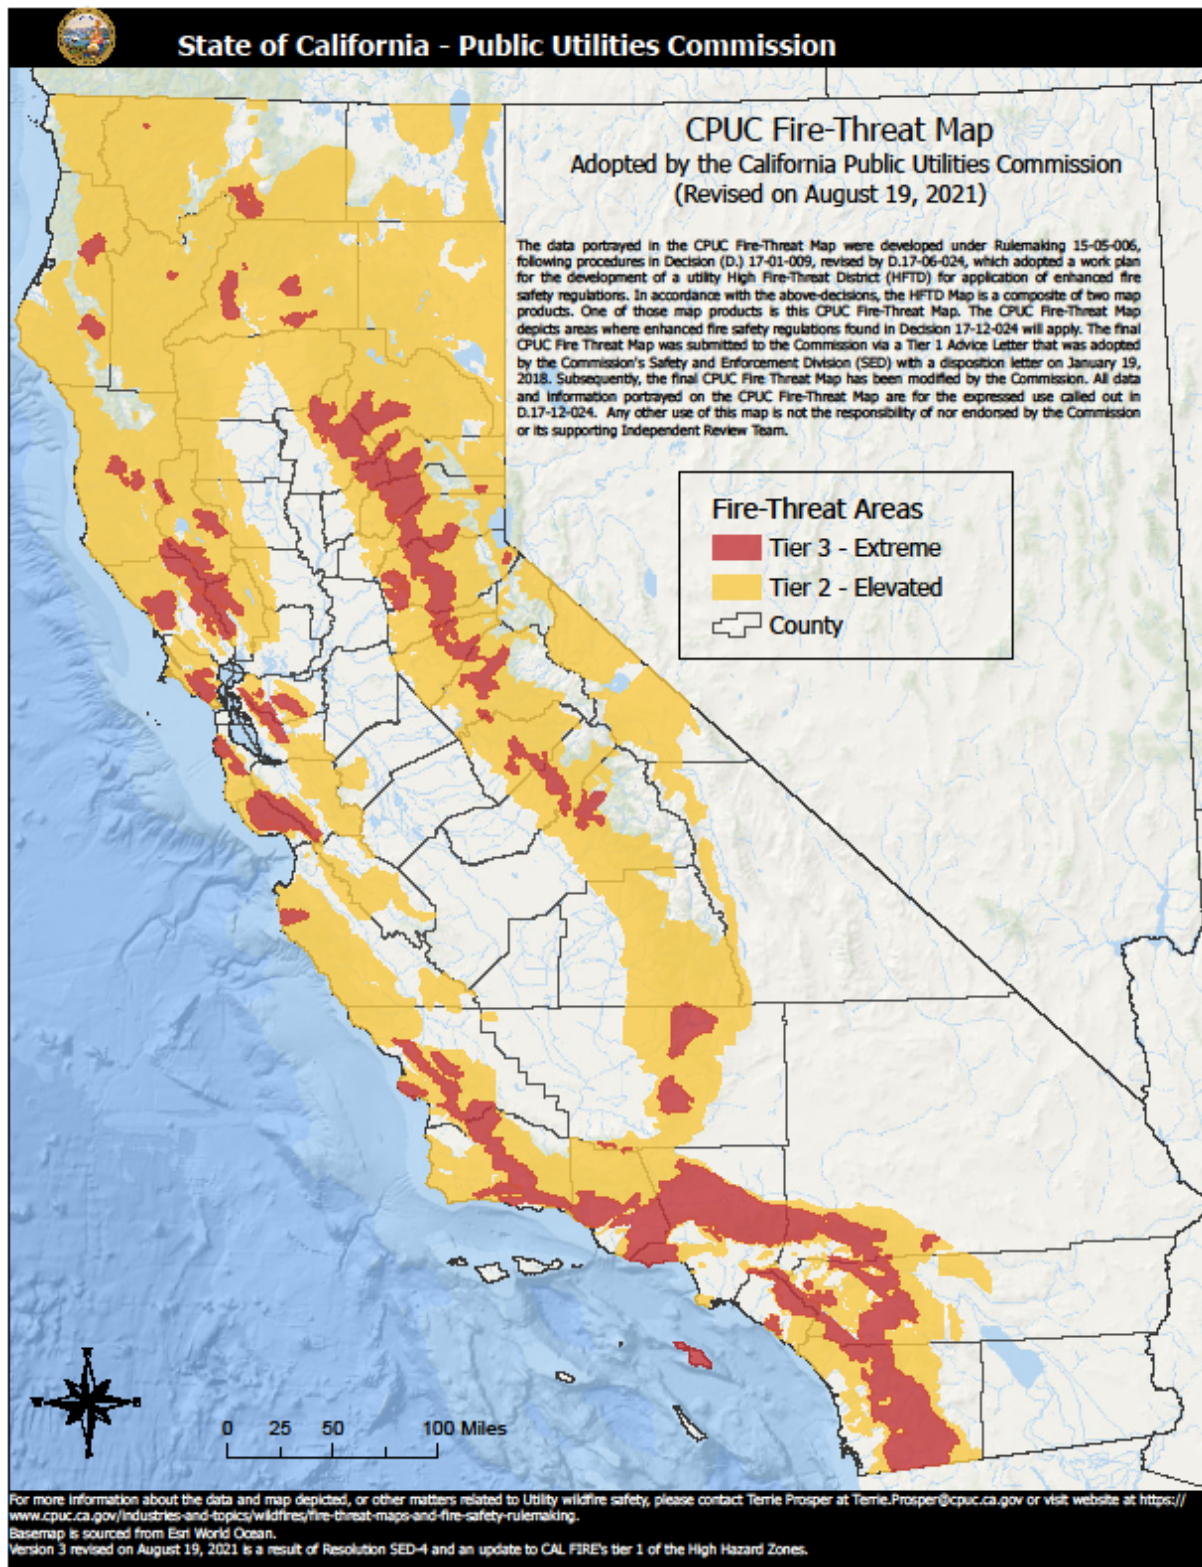 State of California - Public Utilities Commission
CPUC Fire-Threat Map
Adopted by the California Public Utilities Commission
(Revised on August 19, 2021)
The data portrayed in the CPUC Fire-Threat Map were developed under Rulemaking 15-05-006,
following procedures in Decision (D.) 17-01-009, revised by D.17-06-024, which adopted a work plan
for the development of a utility High Fire-Threat District (HFTD) for application of enhanced fire
safety regulations. In accordance with the above-decisions, the HFTD Map is a composite of two map
products. One of those map products is this CPUC Fire-Threat Map. The CPUC Fire-Threat Map
depicts areas where enhanced fire safety regulations found in Decision 17-12-024 will apply. The final
CPUC Fire Threat Map was submitted to the Commission via a Tier 1 Advice Letter that was adopted
by the Commission's Safety and Enforcement Division (SED) with a disposition letter on January 19,
2018. Subsequently, the final CPUC Fire Threat Map has been modified by the Commission. All data
and information portrayed on the CPUC Fire-Threat Map are for the expressed use called out in
D.17-12-024. Any other use of this map is not the responsibility of nor endorsed by the Commission
or its supporting Independent Review Team.
Fire-Threat Areas
Tier 3 - Extreme
Tier 2 - Elevated
County
0 25 50 100 Miles
For more information about the data and map depicted, or other matters related to Utility wildfire safety, please contact Terrie Prosper at Terrie.Prosper@cpuc.ca.gov or visit website at https://
www.cpuc.ca.gov/industries-and-topics/wildfires/fire-threat-maps-and-fire-safety-rulemaking.
Basemap is sourced from Esri World Ocean.
Version 3 revised on August 19, 2021 is a result of Resolution SED-4 and an update to CAL FIRE's tier 1 of the High Hazard Zones.